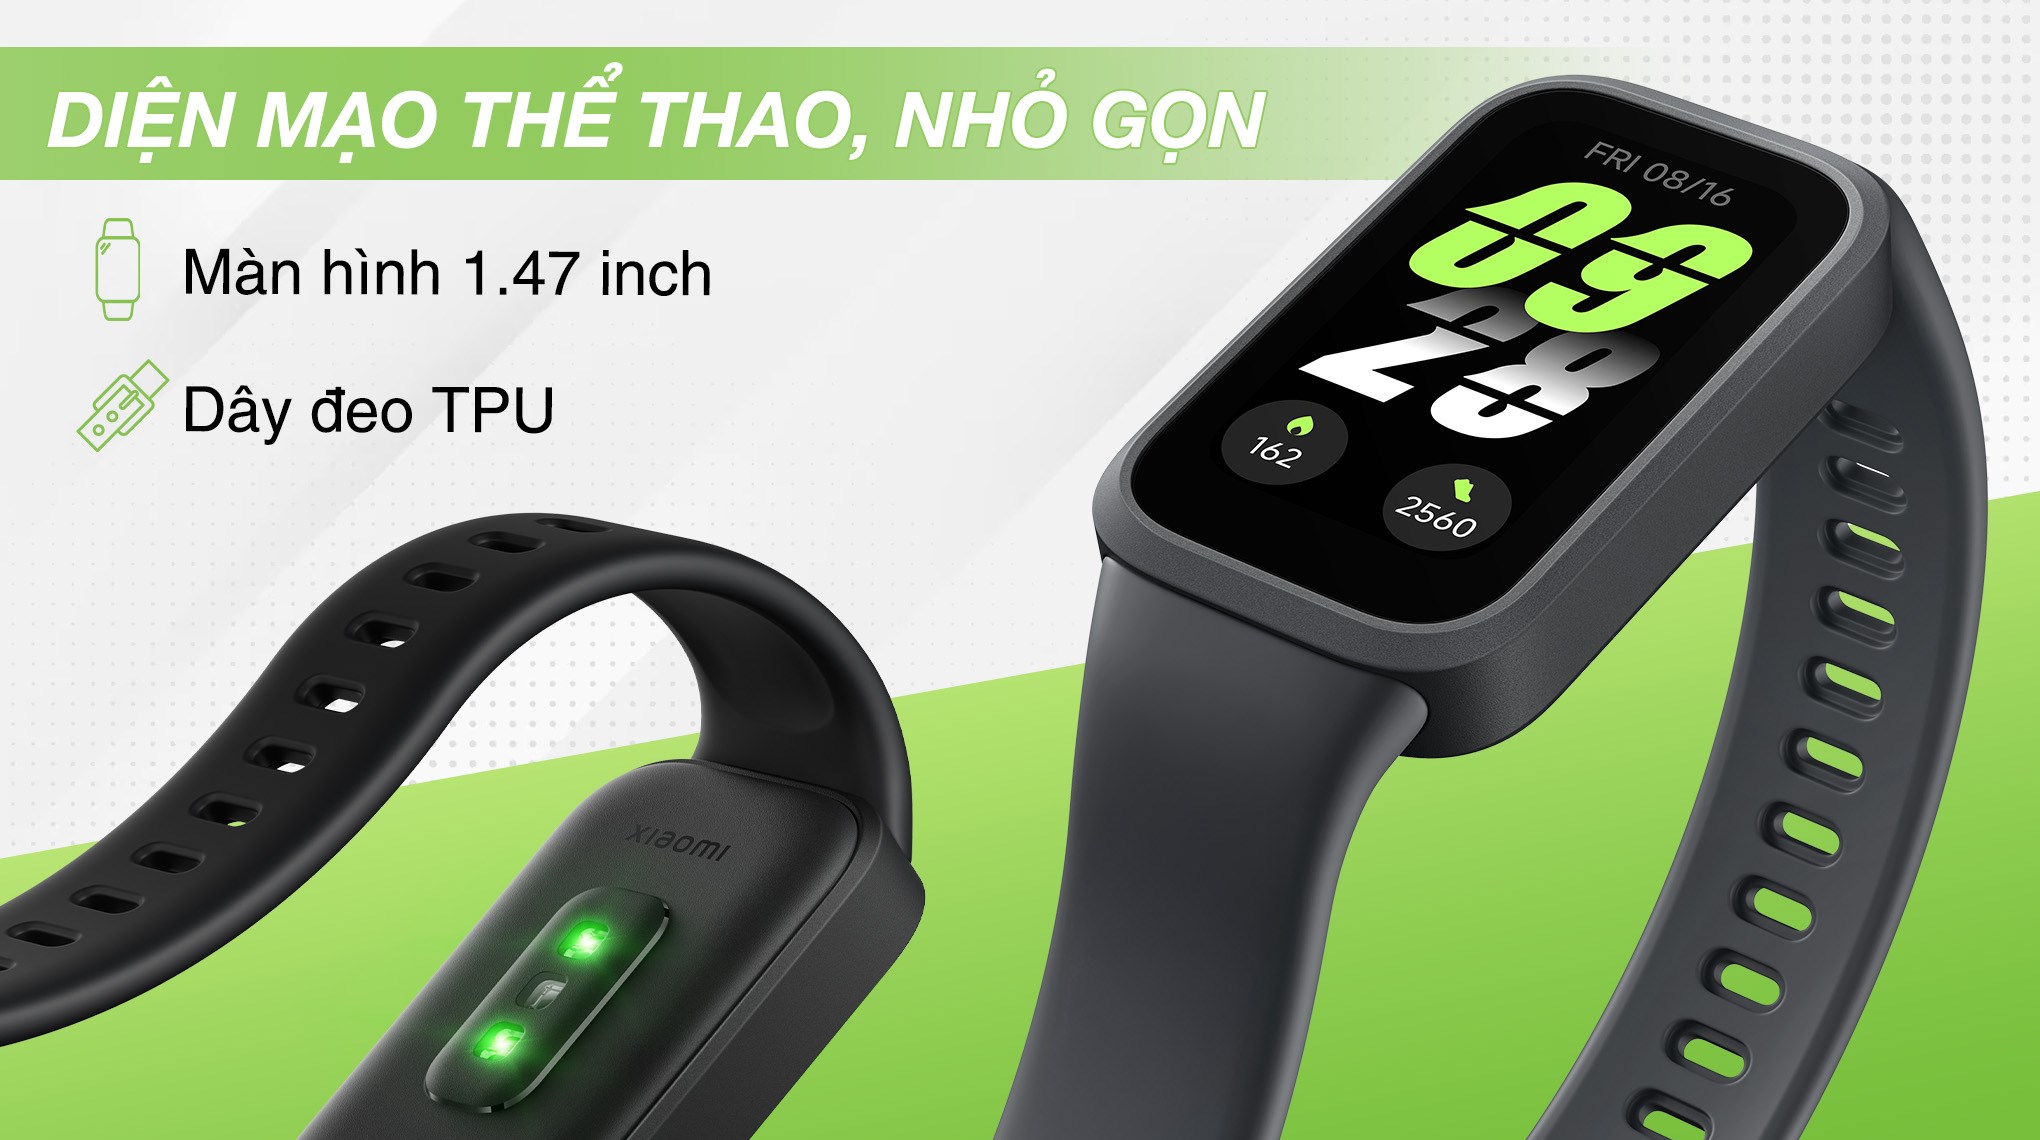 DIỆN MẠO THỂ THAO, NHỎ GỌN
Màn hình 1.47 inch
Dây đeo TPU
FRI 08/16
09
28
162
2560
xiaomi